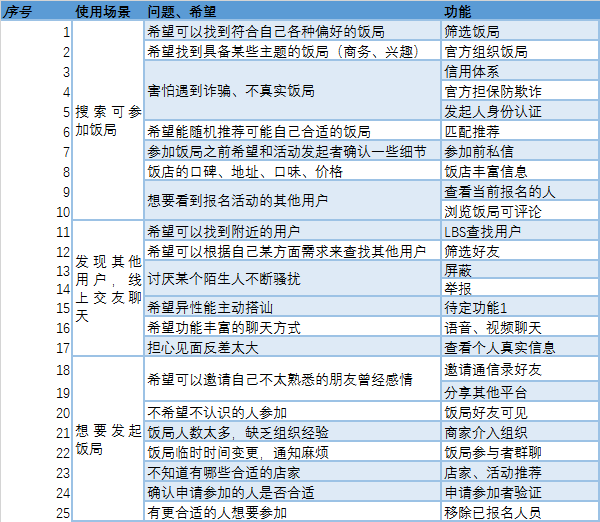 序号 使用场景 问题、希望 功能
1 搜索可参加饭局 希望可以找到符合自己各种偏好的饭局 筛选饭局
2 希望找到具备某些主题的饭局（商务、兴趣） 官方组织饭局
3 害怕遇到诈骗、不真实饭局 信用体系
4 官方担保防欺诈
5 发起人身份认证
6 希望能随机推荐可能自己合适的饭局 匹配推荐
7 参加饭局之前希望和活动发起者确认一些细节 参加前私信
8 饭店的口碑、地址、口味、价格 饭店丰富信息
9 想要看到报名活动的其他用户 查看当前报名的人
10 浏览饭局可评论
11 发现其他用户，线上交友聊天 希望可以找到附近的用户 LBS查找用户
12 希望可以根据自己某方面需求来查找其他用户 筛选好友
13 讨厌某个陌生人不断骚扰 屏蔽
14 举报
15 希望异性能主动搭讪 待定功能1
16 希望功能丰富的聊天方式 语音、视频聊天
17 担心见面反差太大 查看个人真实信息
18 想要发起饭局 希望可以邀请自己不太熟悉的朋友曾经感情 邀请通信录好友
19 分享其他平台
20 不希望不认识的人参加 饭局好友可见
21 饭局人数太多，缺乏组织经验 商家介入组织
22 饭局临时时间变更，通知麻烦 饭局参与者群聊
23 不知道有哪些合适的店家 店家、活动推荐
24 确认申请参加的人是否合适 申请参加者验证
25 有更合适的人想要参加 移除已报名人员